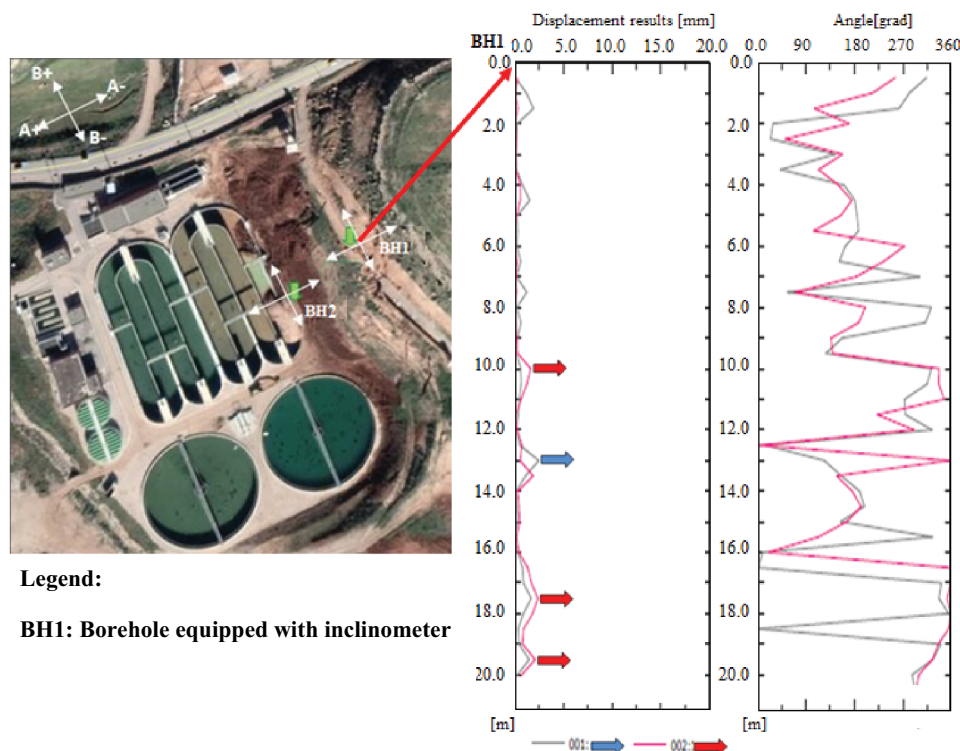 Displacement results [mm]
BH1
0.0 5.0 10.0 15.0 20.0
0.0
2.0
4.0
6.0
8.0
10.0
12.0
14.0
16.0
18.0
20.0
[m]
Angle[grad]
0.0 90 180 270 360
0.0
2.0
4.0
6.0
8.0
10.0
12.0
14.0
16.0
18.0
20.0
[m]
B+
A-
A+
B-
BH1
BH2
Legend:
BH1: Borehole equipped with inclinometer
001:
002: